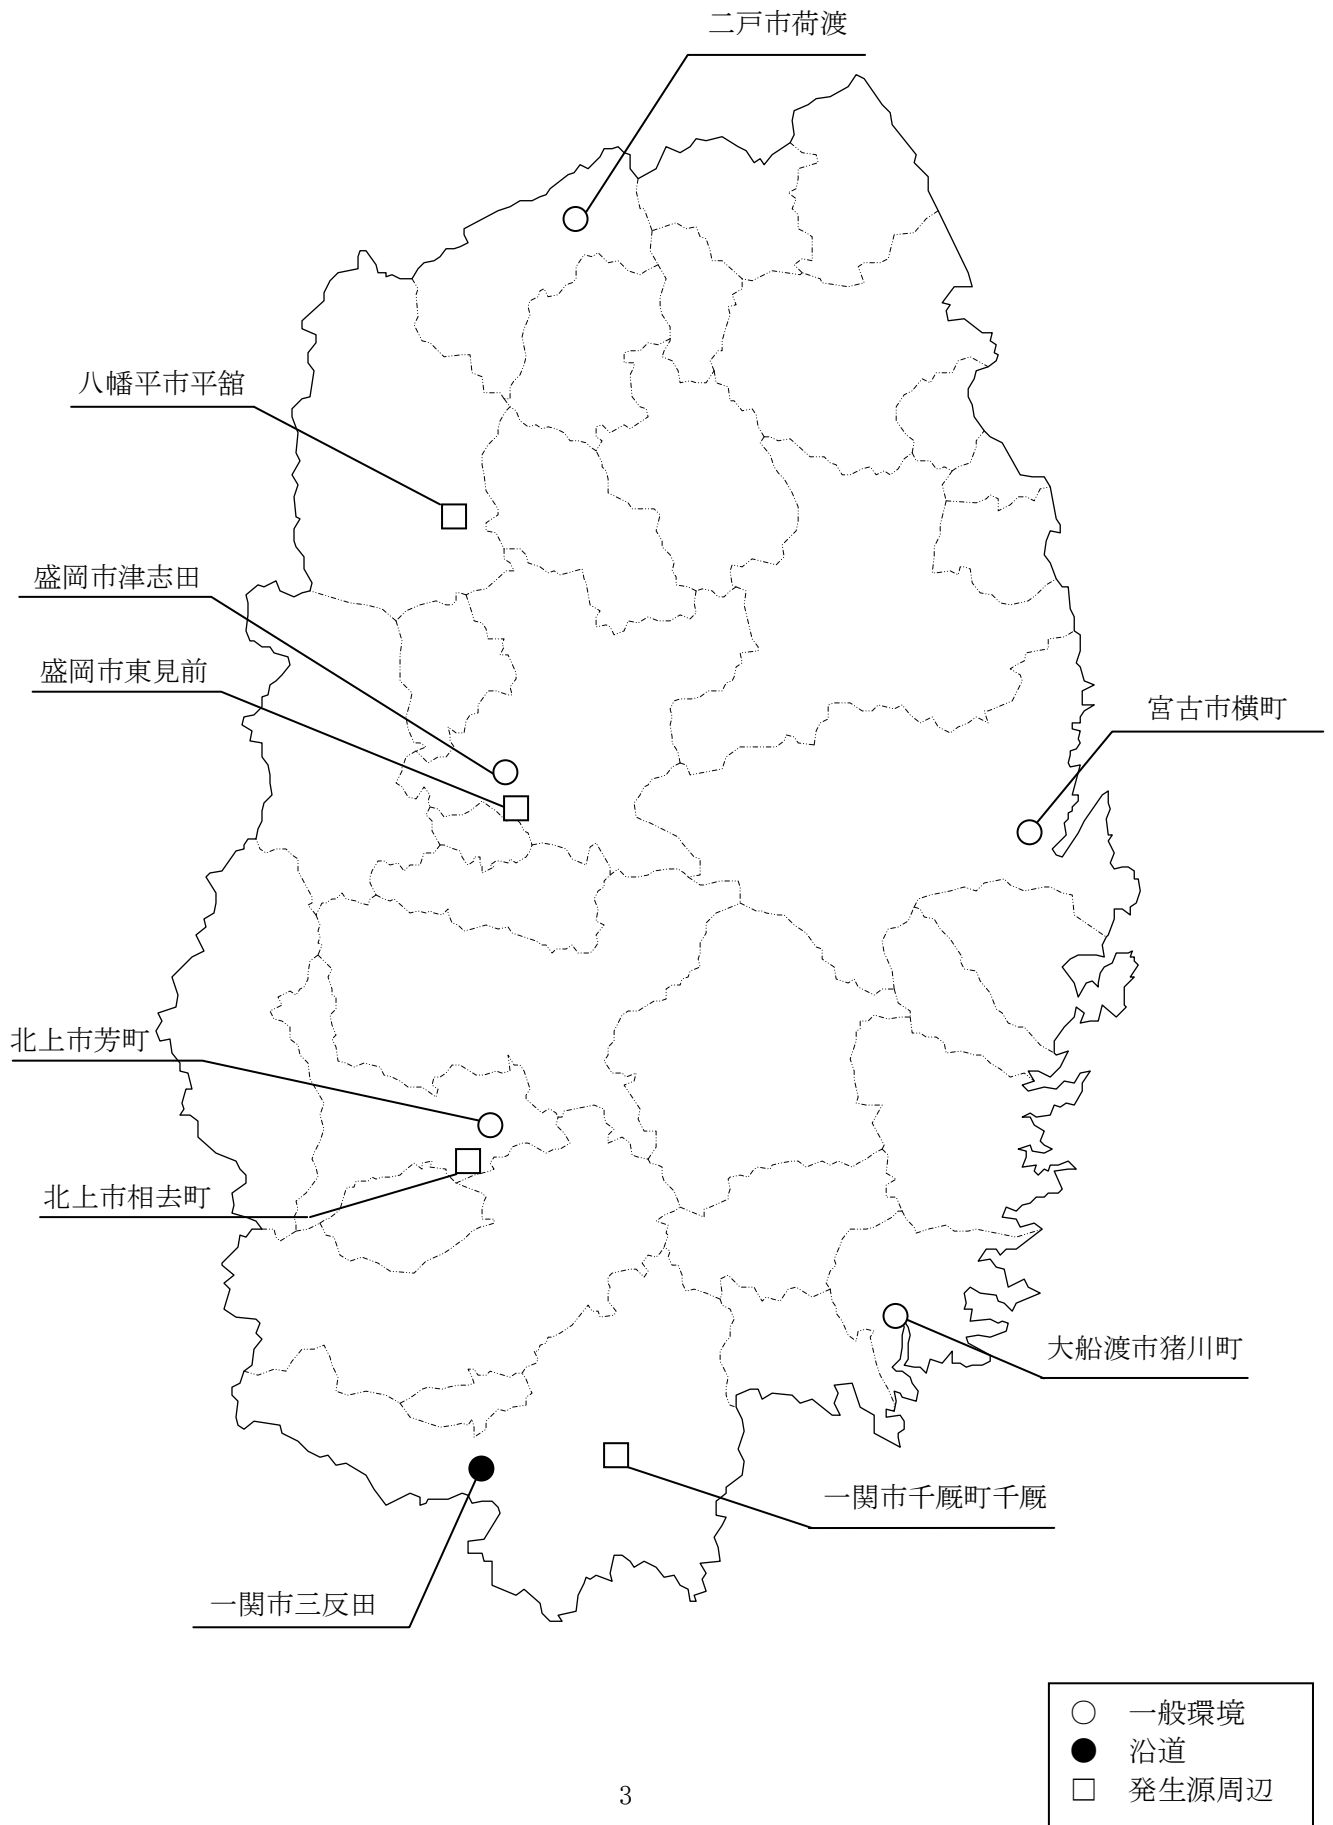 二戸市荷渡
八幡平市平舘
盛岡市津志田
盛岡市東見前
宮古市横町
北上市芳町
北上市相去町
大船渡市猪川町
一関市千厩町千厩
一関市三反田
○ 一般環境
● 沿道
□ 発生源周辺
3